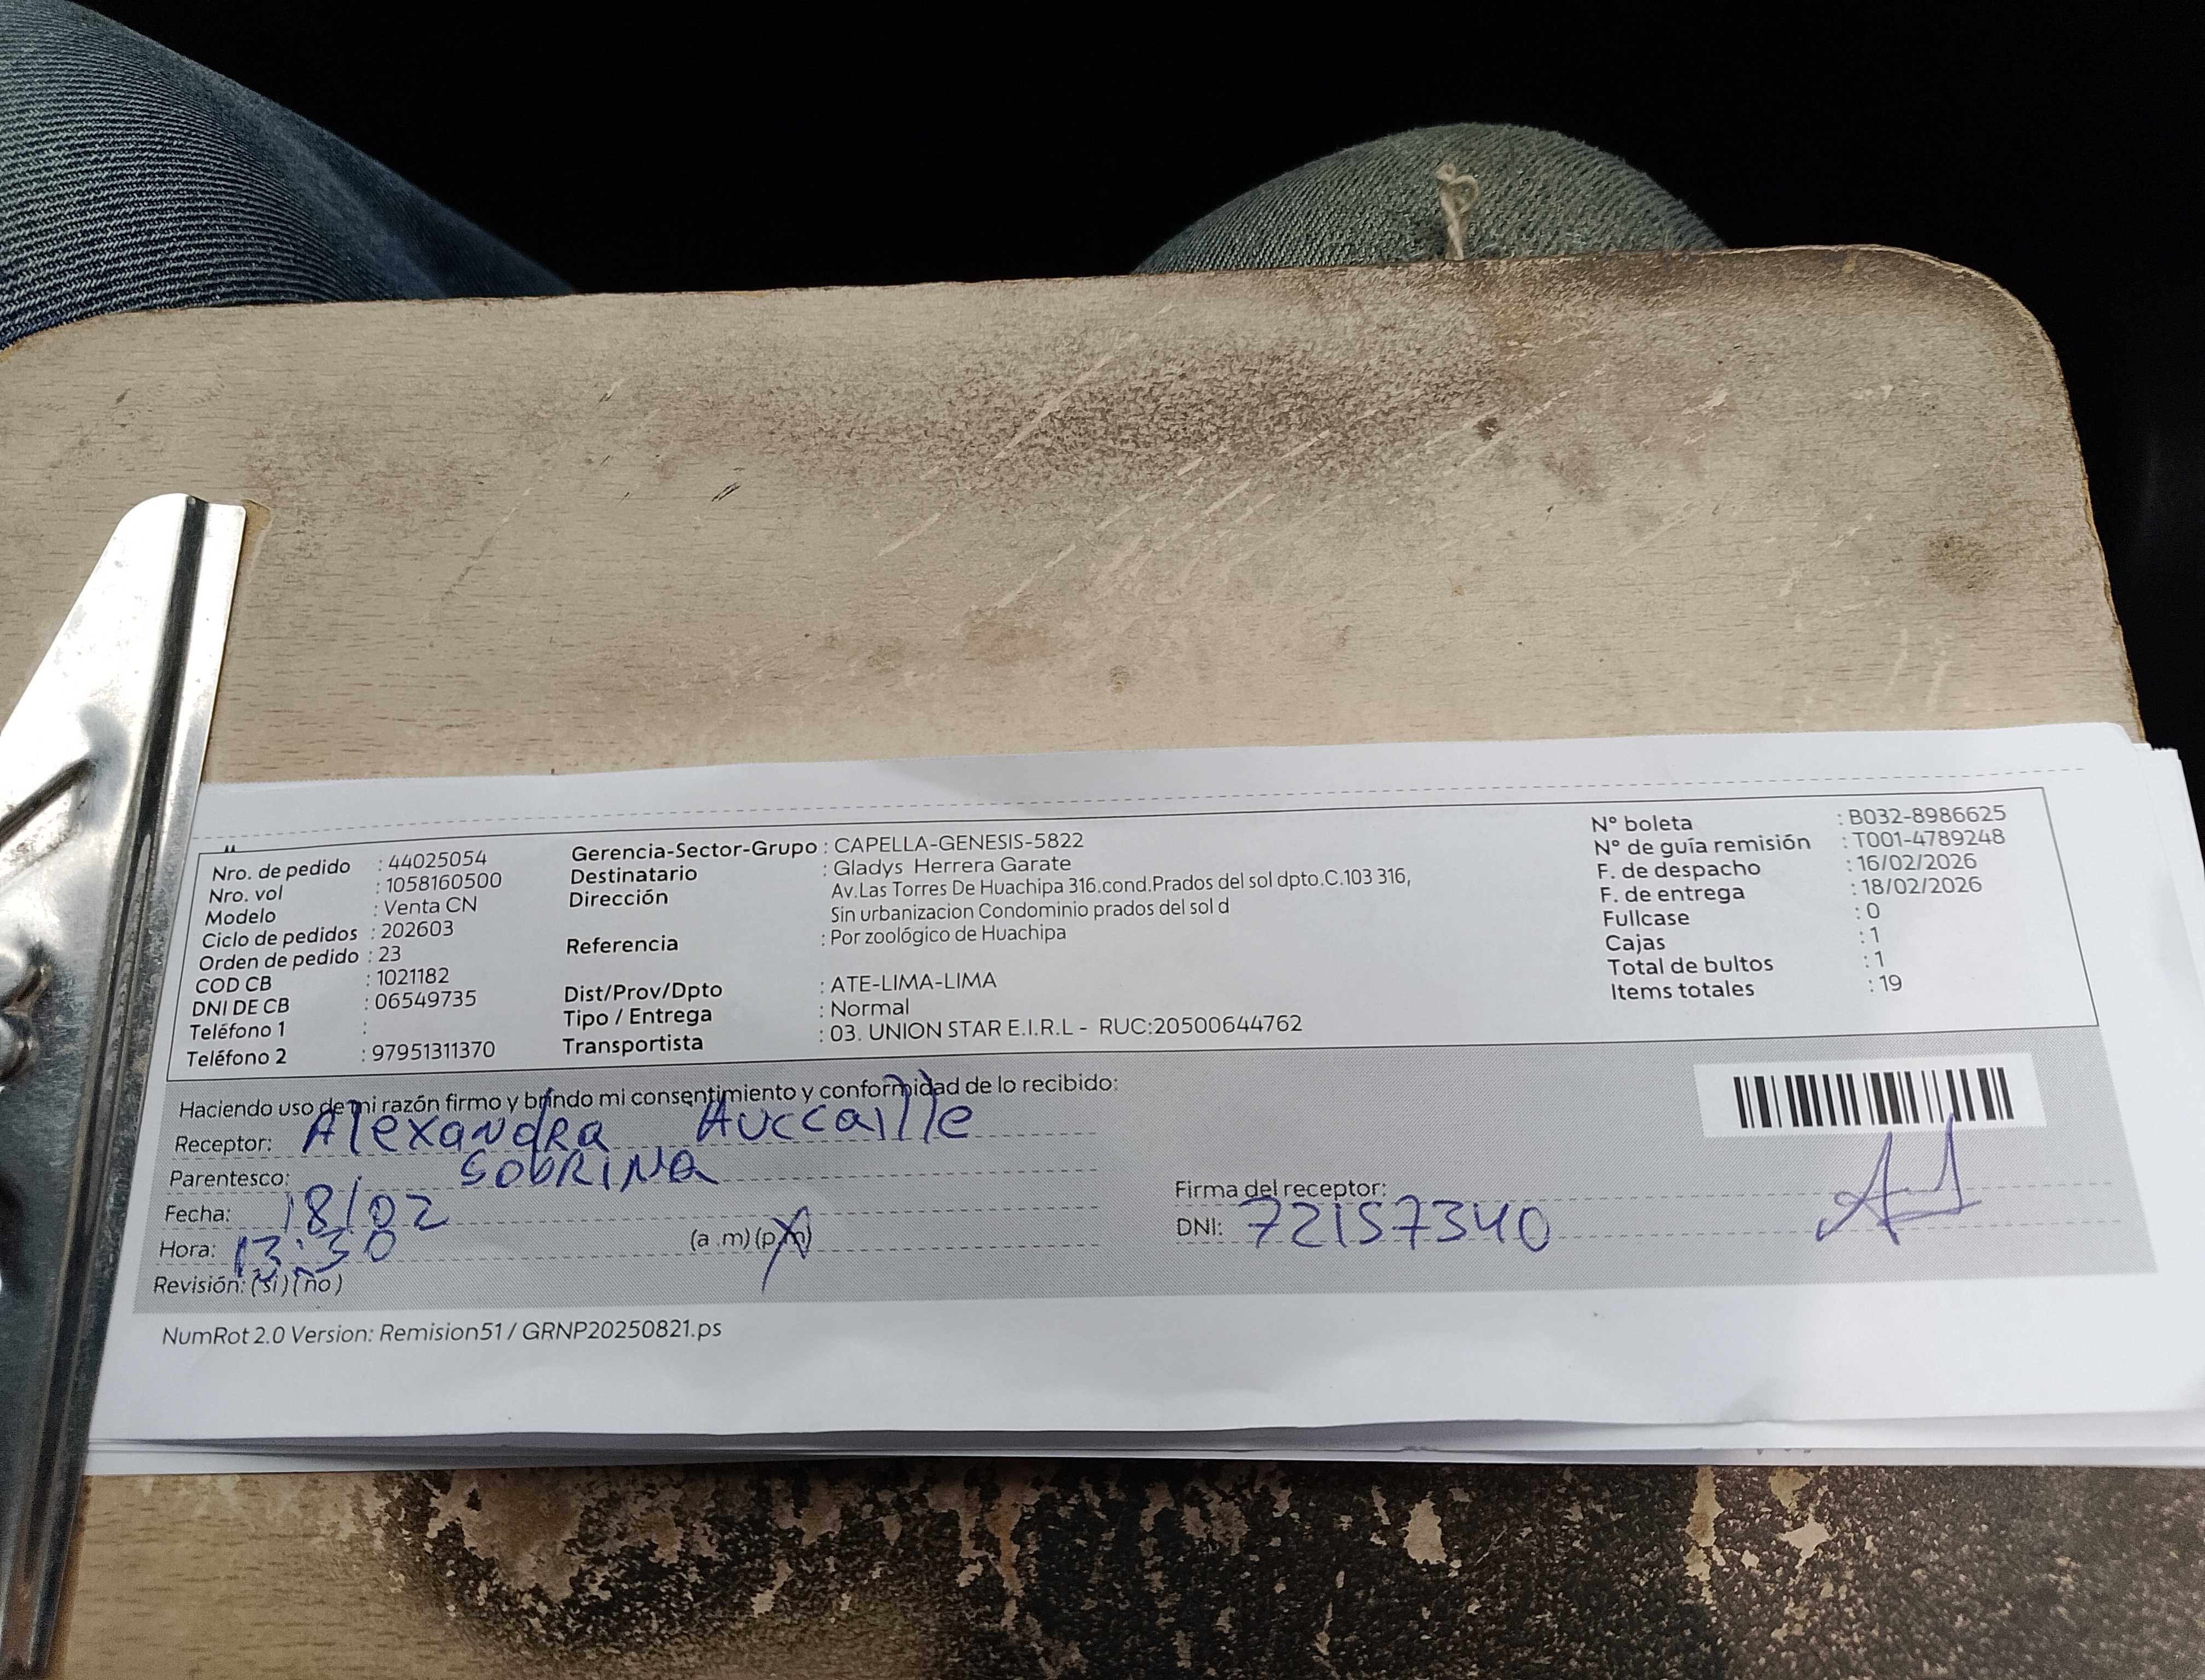 Nro. de pedido : 44025054
Nro. vol : 1058160500
Modelo : Venta CN
Ciclo de pedidos : 202603
Orden de pedido : 23
COD CB : 1021182
DNI DE CB : 06549735
Teléfono 1 :
Teléfono 2 : 97951311370
Gerencia-Sector-Grupo : CAPELLA-GENESIS-5822
Destinatario : Gladys Herrera Garate
Dirección Av.Las Torres De Huachipa 316.cond.Prados del sol dpto.C.103 316,
Sin urbanizacion Condominio prados del sol d
Referencia : Por zoológico de Huachipa
Dist/Prov/Dpto : ATE-LIMA-LIMA
Tipo / Entrega : Normal
Transportista : 03. UNION STAR E.I.R.L - RUC:20500644762
N° boleta : B032-8986625
N° de guía remisión : T001-4789248
F. de despacho : 16/02/2026
F. de entrega : 18/02/2026
Fullcase : 0
Cajas : 1
Total de bultos : 1
Items totales : 19
Haciendo uso de mi razón firmo y brindo mi consentimiento y conformidad de lo recibido:
Receptor: Alexandra Auccaille
Parentesco: SOBRINA
Fecha: 18/02
Hora: 13:30 (a .m) (p.m)
Revisión: (si) (no)
Firma del receptor:
DNI: 72157340
NumRot 2.0 Version: Remision51 / GRNP20250821.ps